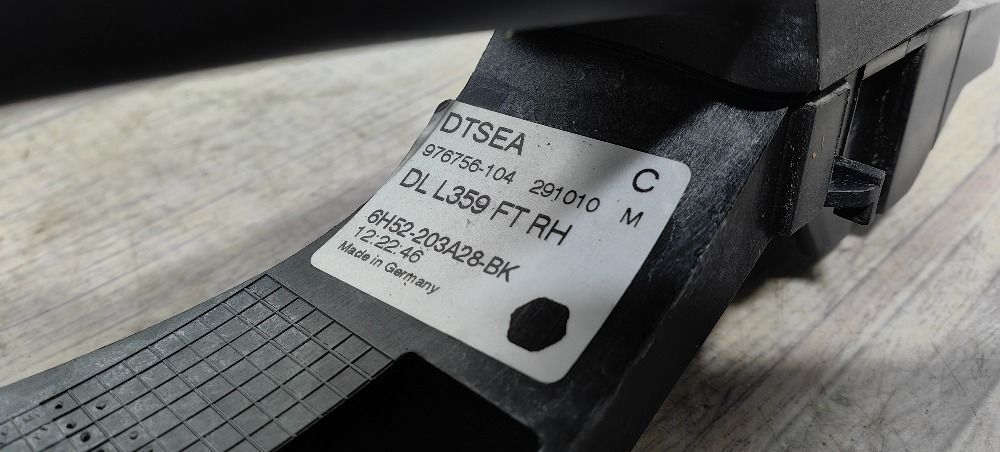 DTSEA C
976756-104 291010 M
DL L359 FT RH
6H52-203A28-BK
12:22:46
Made in Germany